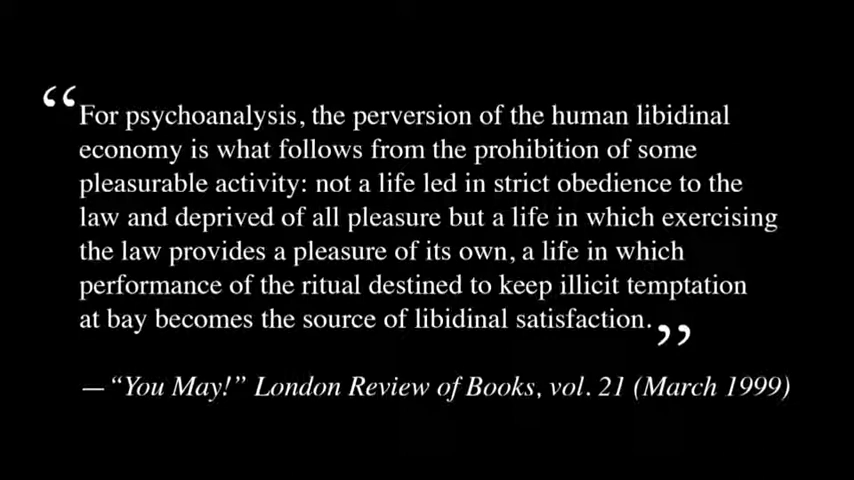 “For psychoanalysis, the perversion of the human libidinal
economy is what follows from the prohibition of some
pleasurable activity: not a life led in strict obedience to the
law and deprived of all pleasure but a life in which exercising
the law provides a pleasure of its own, a life in which
performance of the ritual destined to keep illicit temptation
at bay becomes the source of libidinal satisfaction.”
—“You May!” London Review of Books, vol. 21 (March 1999)